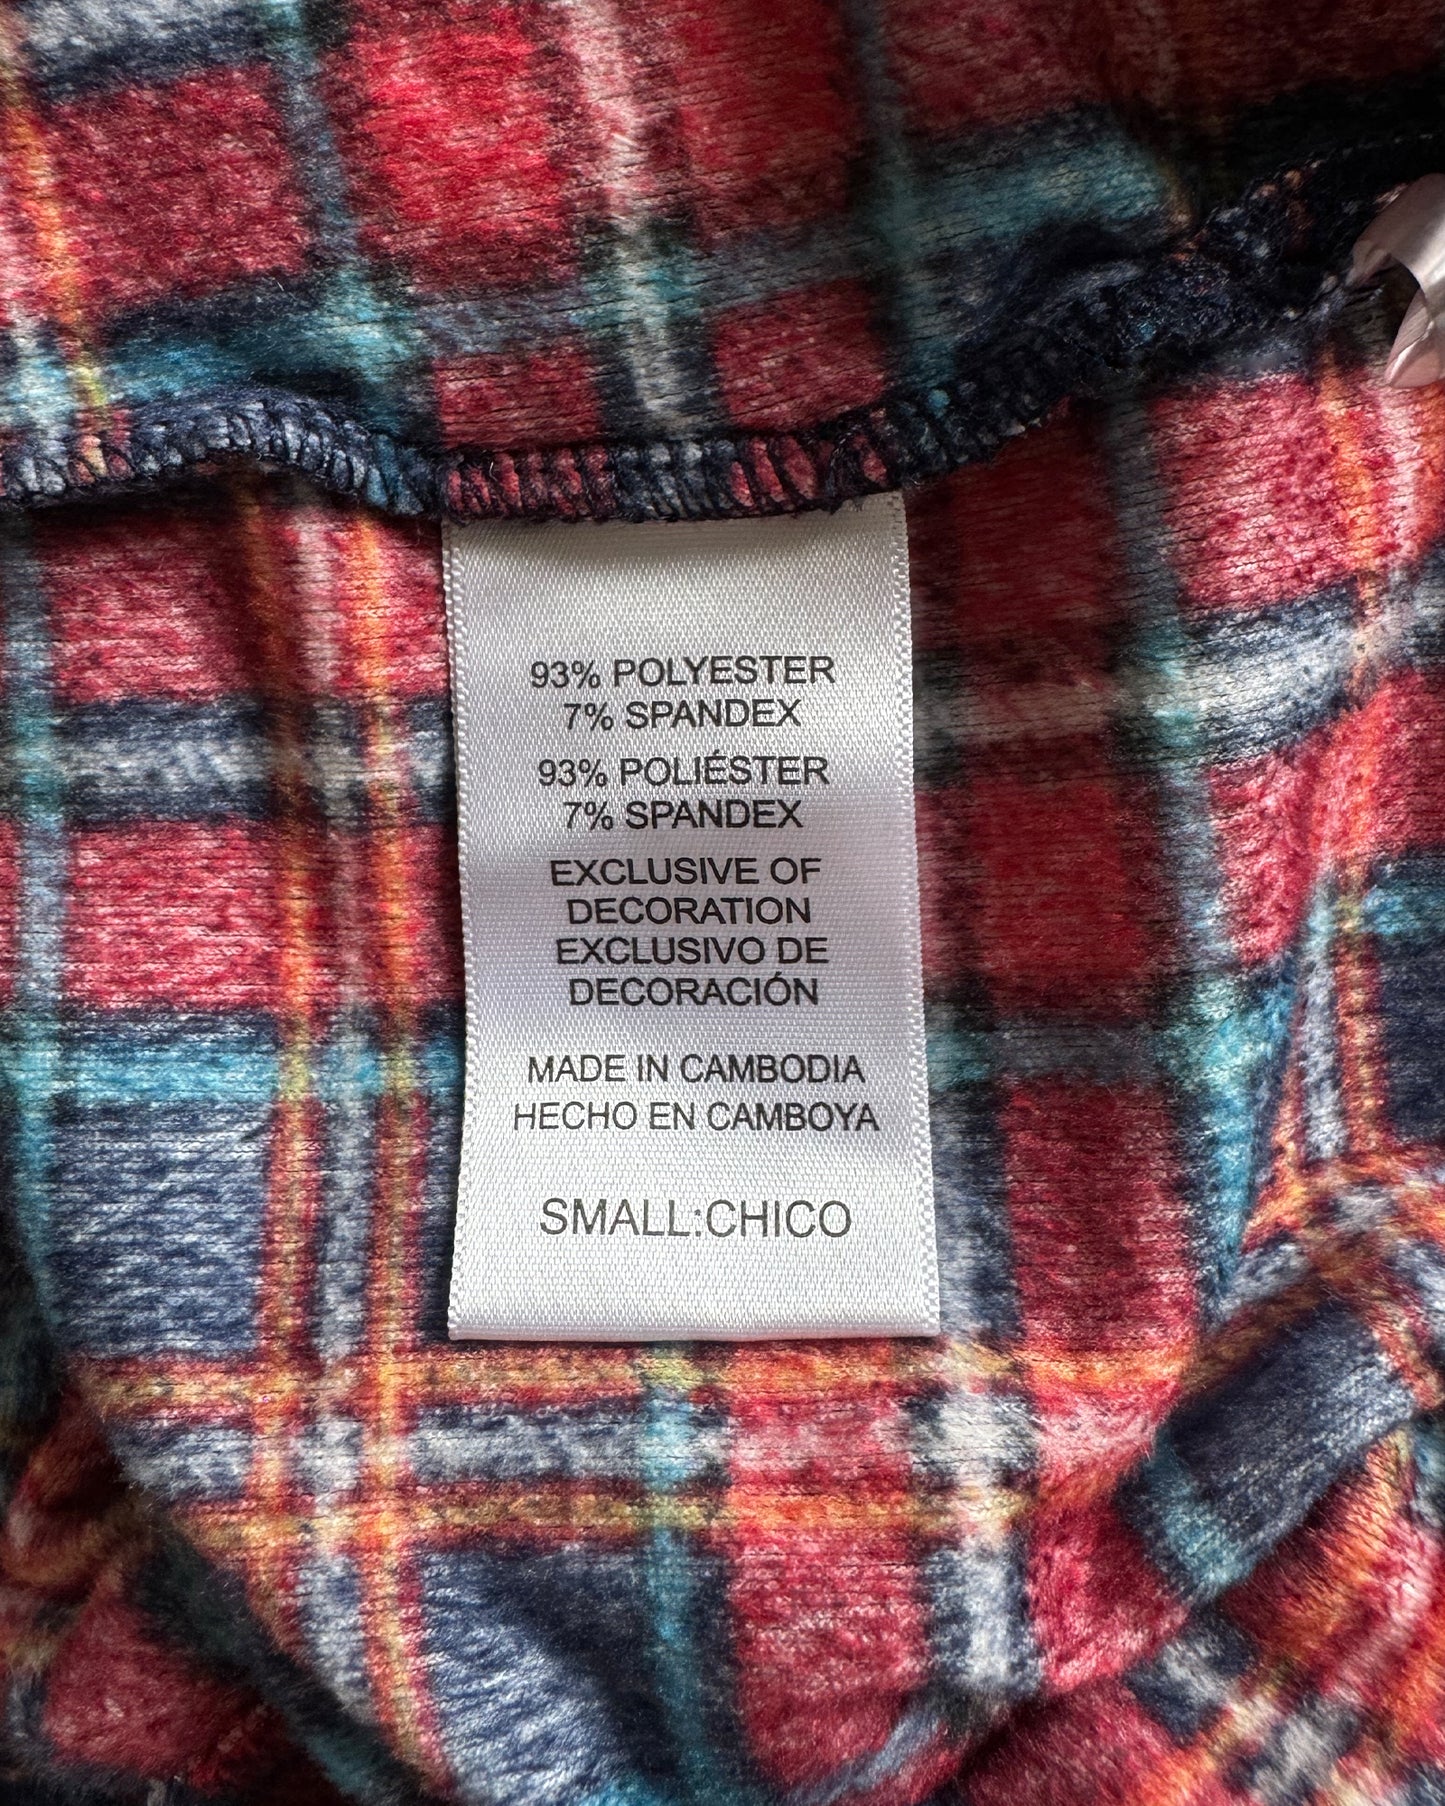 93% POLYESTER
7% SPANDEX
93% POLIÉSTER
7% SPANDEX
EXCLUSIVE OF
DECORATION
EXCLUSIVO DE
DECORACIÓN
MADE IN CAMBODIA
HECHO EN CAMBOYA
SMALL:CHICO